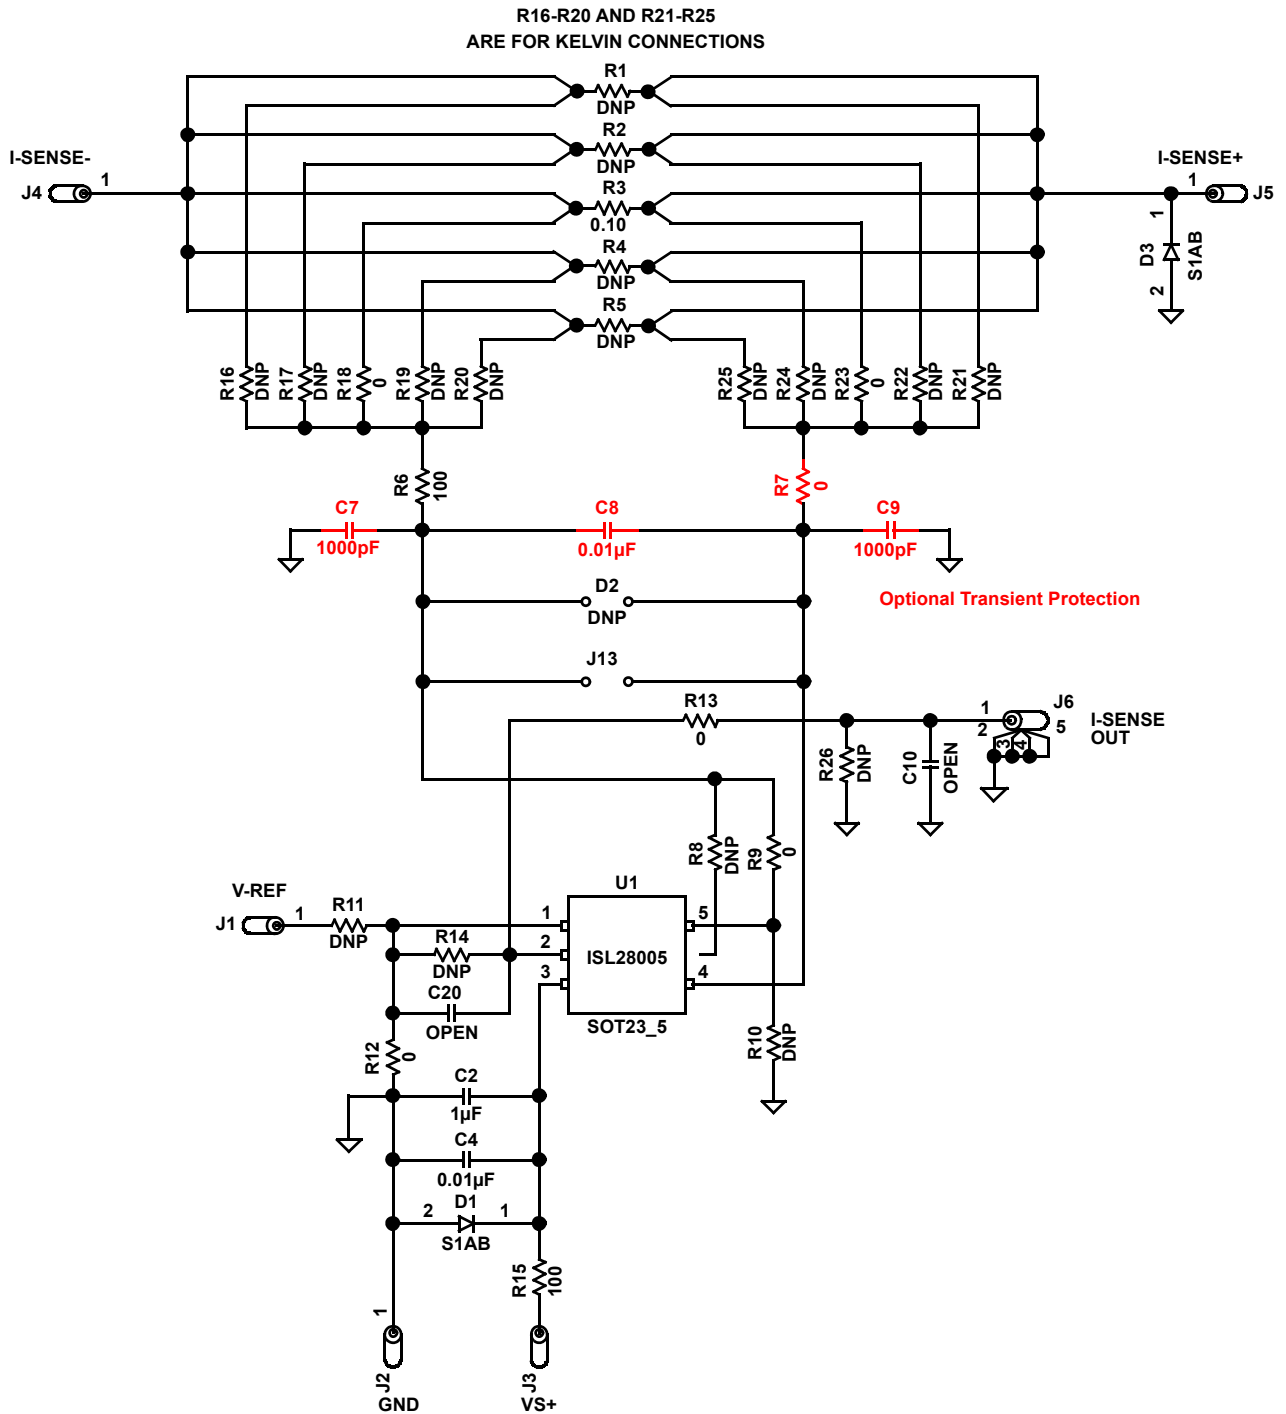 R16-R20 AND R21-R25
ARE FOR KELVIN CONNECTIONS
R1
DNP
R2
DNP
I-SENSE-
J4
1
R3
0.10
I-SENSE+
1
J5
R4
DNP
1
D3
S1AB
2
R5
DNP
R16
DNP
R17
DNP
R18
0
R19
DNP
R20
DNP
R25
DNP
R24
DNP
R23
0
R22
DNP
R21
DNP
R6
100
R7
0
C7
1000pF
C8
0.01µF
C9
1000pF
D2
DNP
Optional Transient Protection
J13
R13
0
R26
DNP
C10
OPEN
1
2
3
4
5
J6
I-SENSE
OUT
R8
DNP
R9
0
V-REF
J1
1
R11
DNP
R14
DNP
C20
OPEN
U1
1
2
3
5
4
ISL28005
SOT23_5
R12
0
R10
DNP
C2
1µF
C4
0.01µF
D1
2
1
S1AB
R15
100
1
J2
GND
J3
VS+